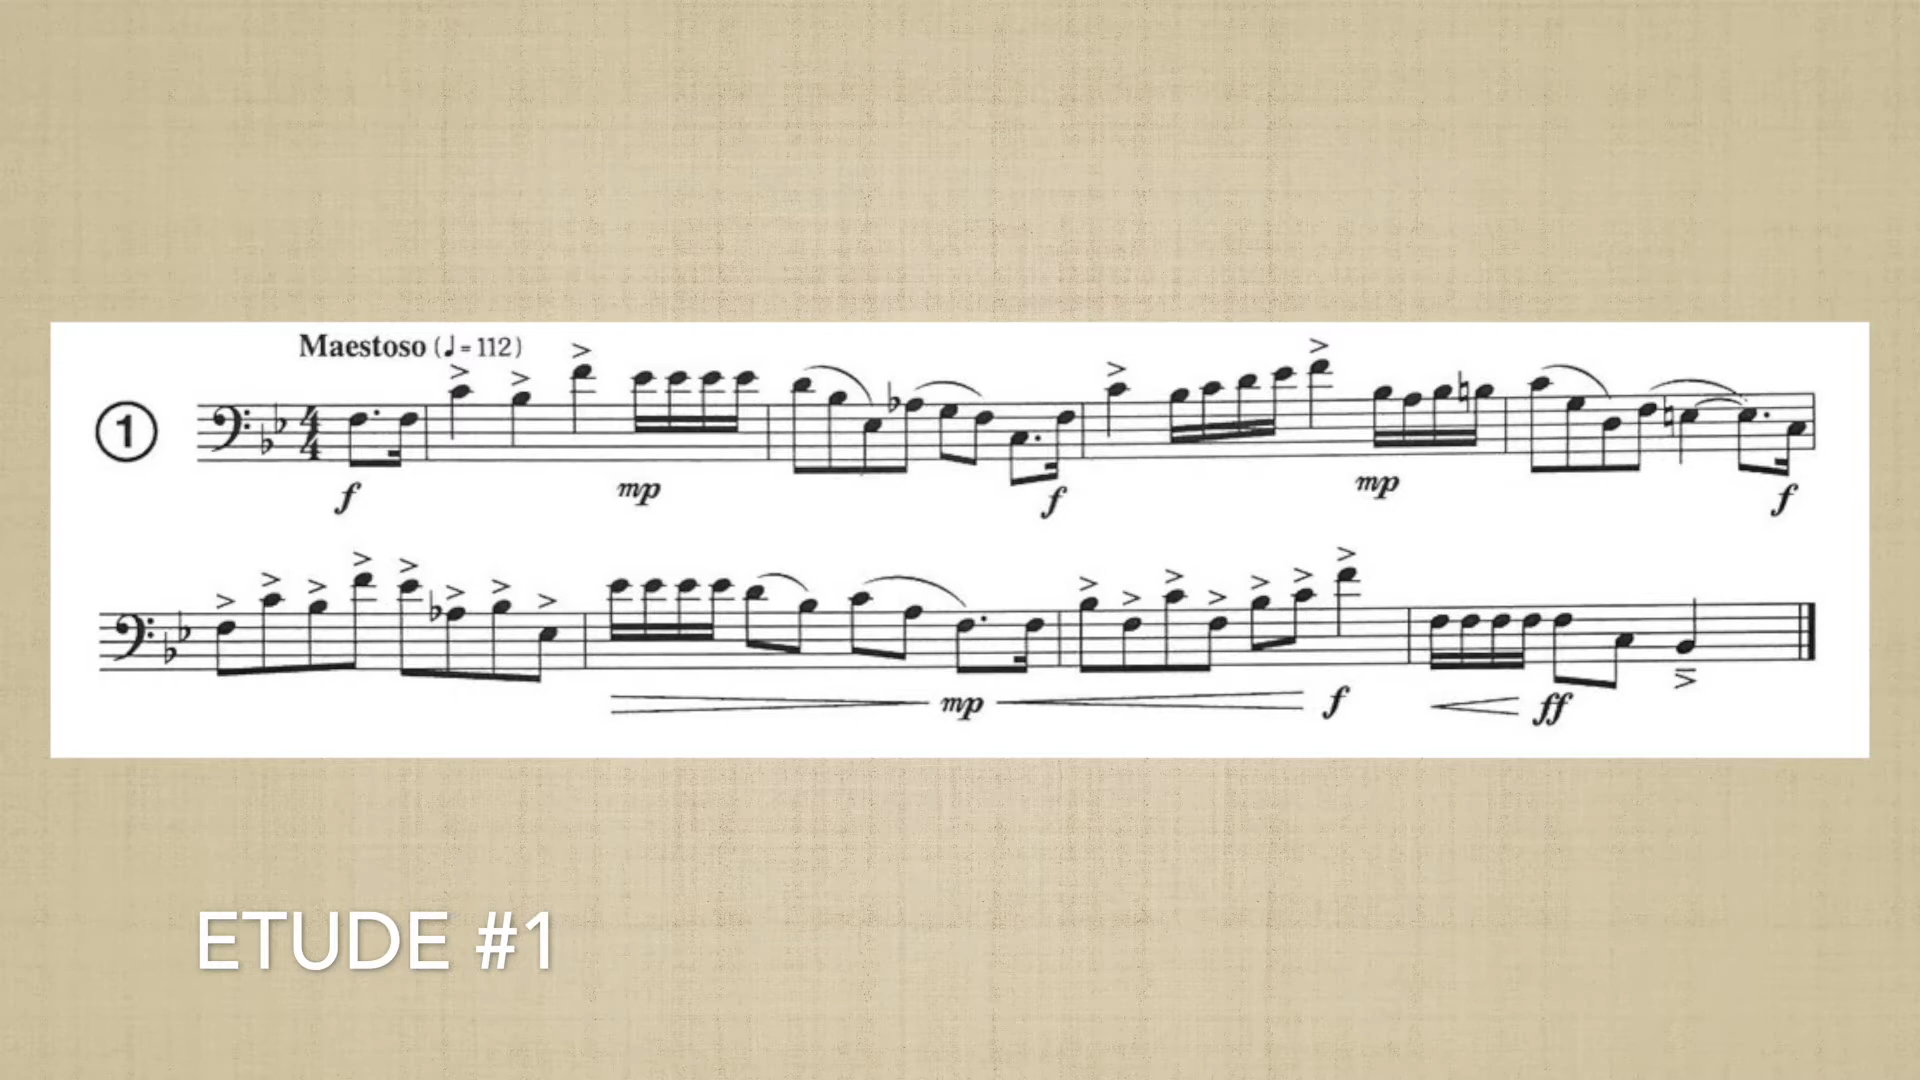 Maestoso (♩= 112)
1
f mp f mp f
mp f ff
ETUDE #1